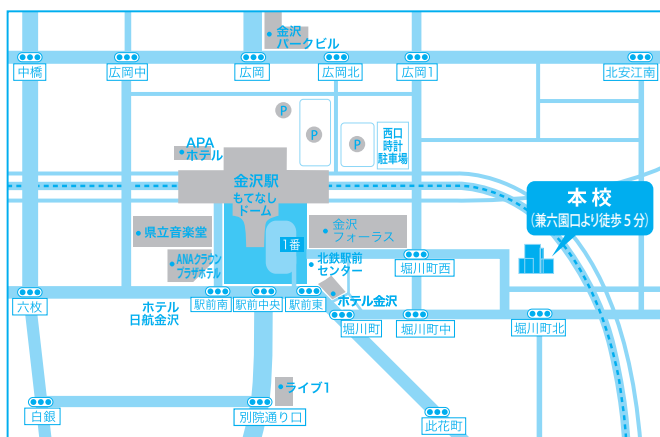 金沢
パークビル
中橋
広岡中
広岡
広岡北
広岡1
北安江南
P
P
P
西口
時計
駐車場
APA
ホテル
金沢駅
もてなし
ドーム
本校
(兼六園口より徒歩5分)
県立音楽堂
金沢
フォーラス
1番
ANAクラウン
プラザホテル
北鉄駅前
センター
堀川町西
六枚
ホテル
日航金沢
駅前南
駅前中央
駅前東
ホテル金沢
堀川町
堀川町中
堀川町北
ライブ1
白銀
別院通り口
此花町